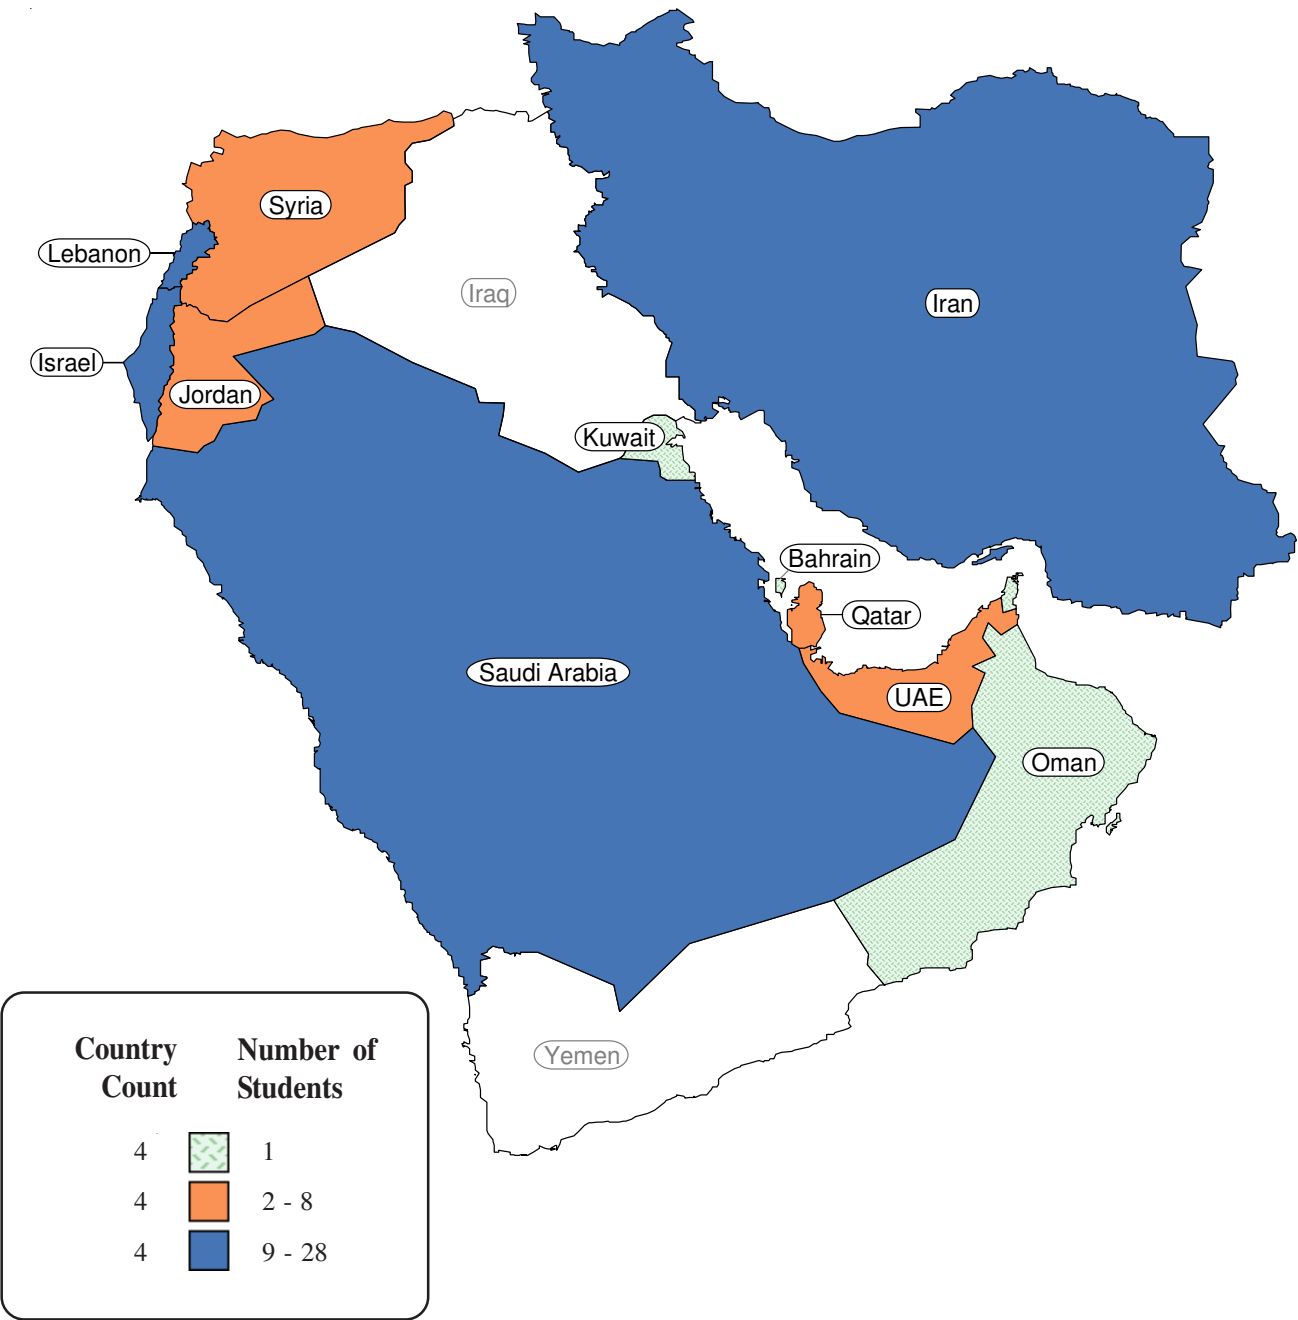 Syria
Lebanon
Iraq
Iran
Israel
Jordan
Kuwait
Bahrain
Qatar
Saudi Arabia
UAE
Oman
Yemen
Country Number of
Count Students
4 1
4 2 - 8
4 9 - 28